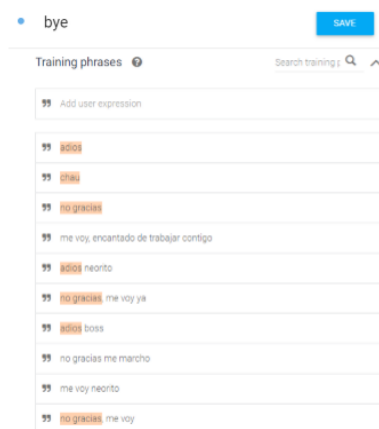 bye
SAVE
Training phrases
Search training p
Add user expression
adios
chau
no gracias
me voy, encantado de trabajar contigo
adios neorito
no gracias, me voy ya
adios boss
no gracias me marcho
me voy neorito
no gracias, me voy